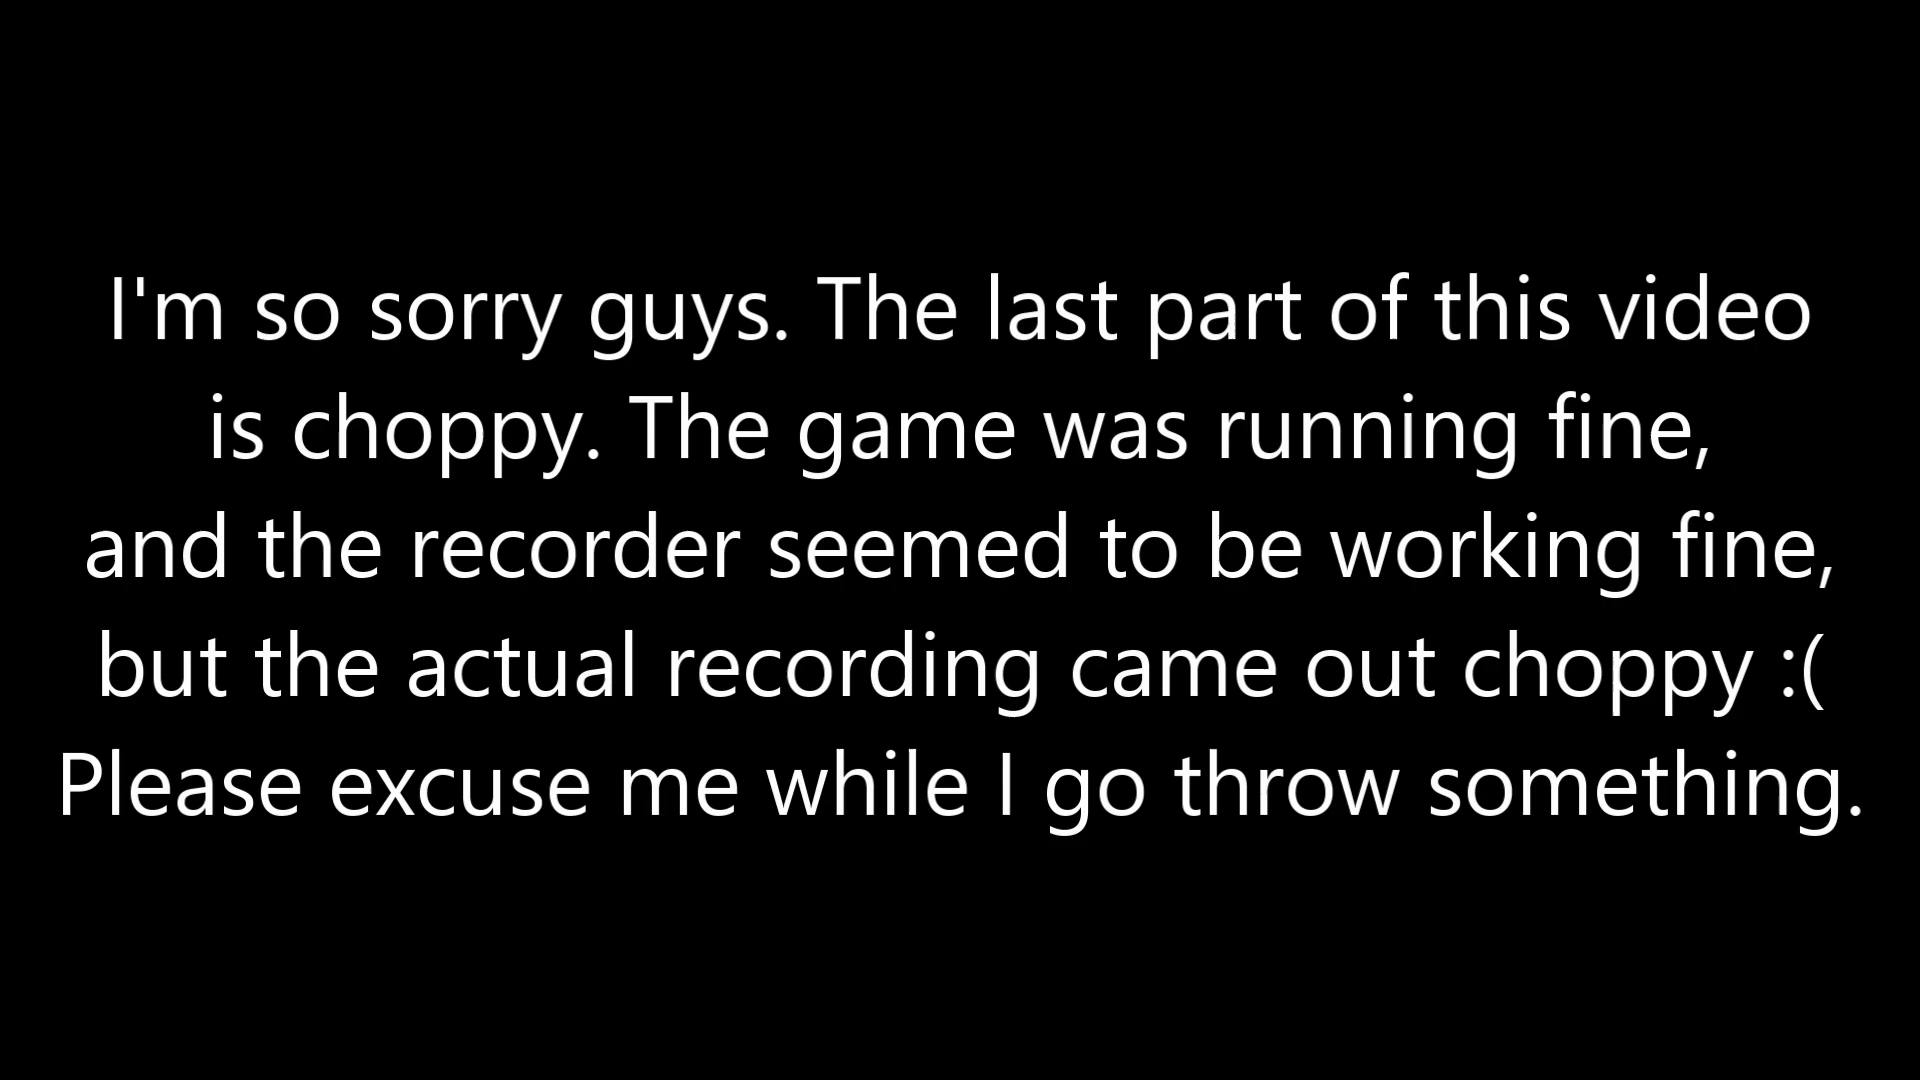 I'm so sorry guys. The last part of this video
is choppy. The game was running fine,
and the recorder seemed to be working fine,
but the actual recording came out choppy :(
Please excuse me while I go throw something.